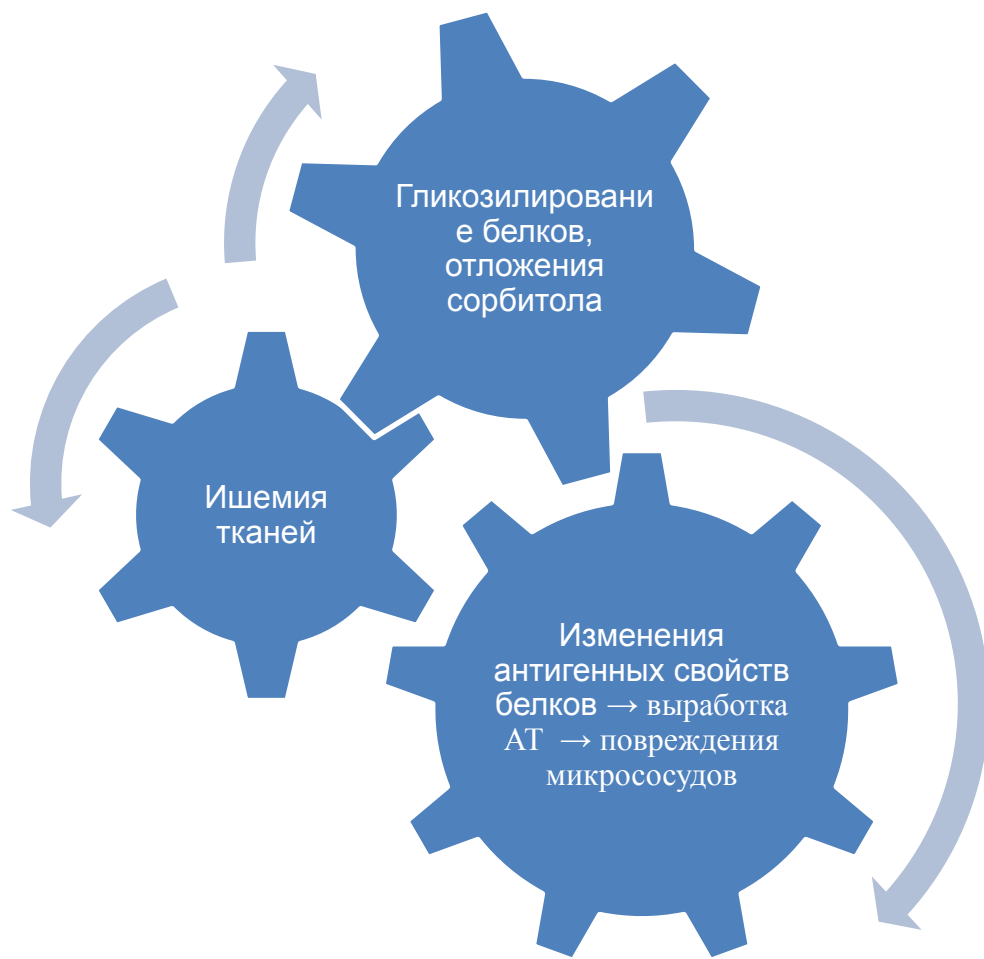 Гликозилировани
е белков,
отложения
сорбитола
Ишемия
тканей
Изменения
антигенных свойств
белков → выработка
АТ → повреждения
микрососудов